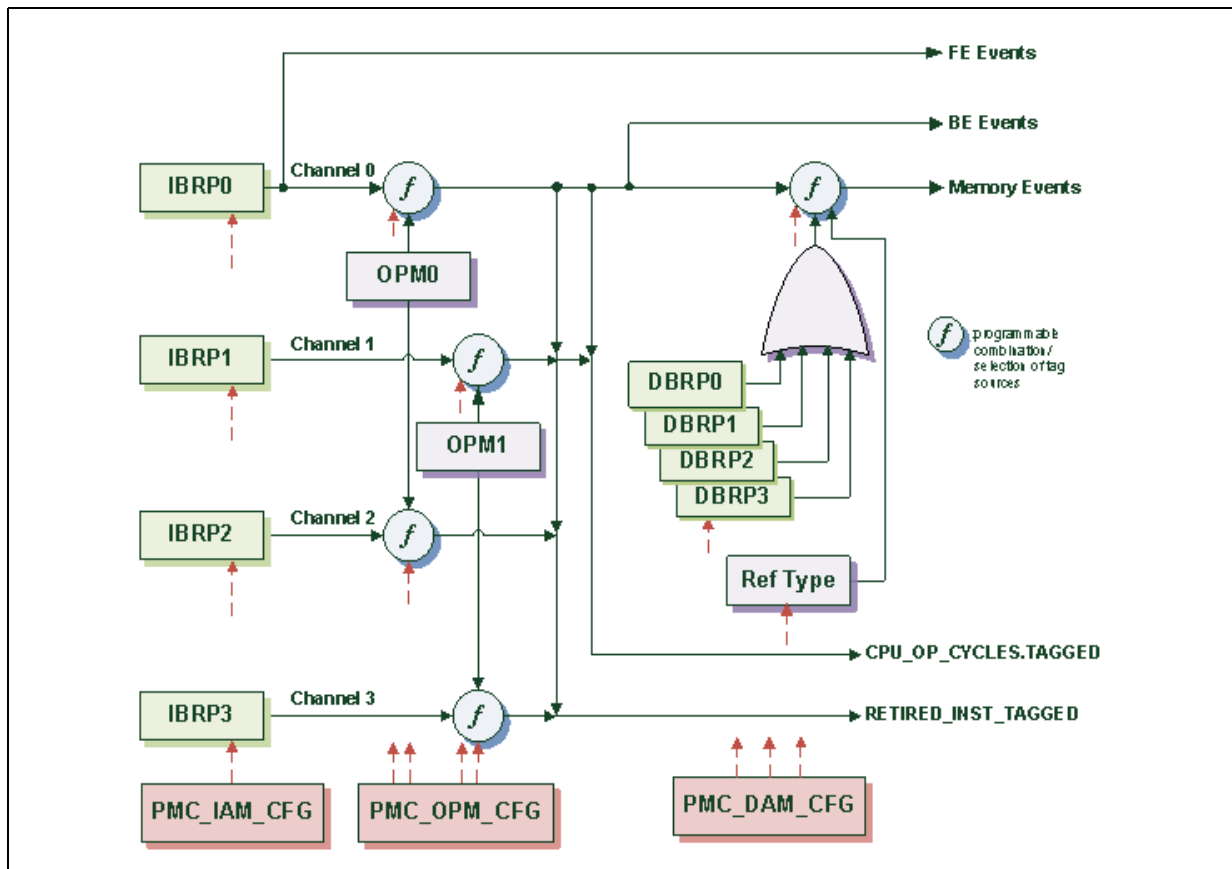 FE Events
BE Events
Channel 0
IBRP0
f
f
Memory Events
OPM0
f
programmable
combination/
selection of tag
sources
Channel 1
IBRP1
f
DBRP0
DBRP1
OPM1
DBRP2
DBRP3
Channel 2
IBRP2
f
Ref Type
CPU_OP_CYCLES.TAGGED
Channel 3
IBRP3
f
RETIRED_INST_TAGGED
PMC_IAM_CFG
PMC_OPM_CFG
PMC_DAM_CFG